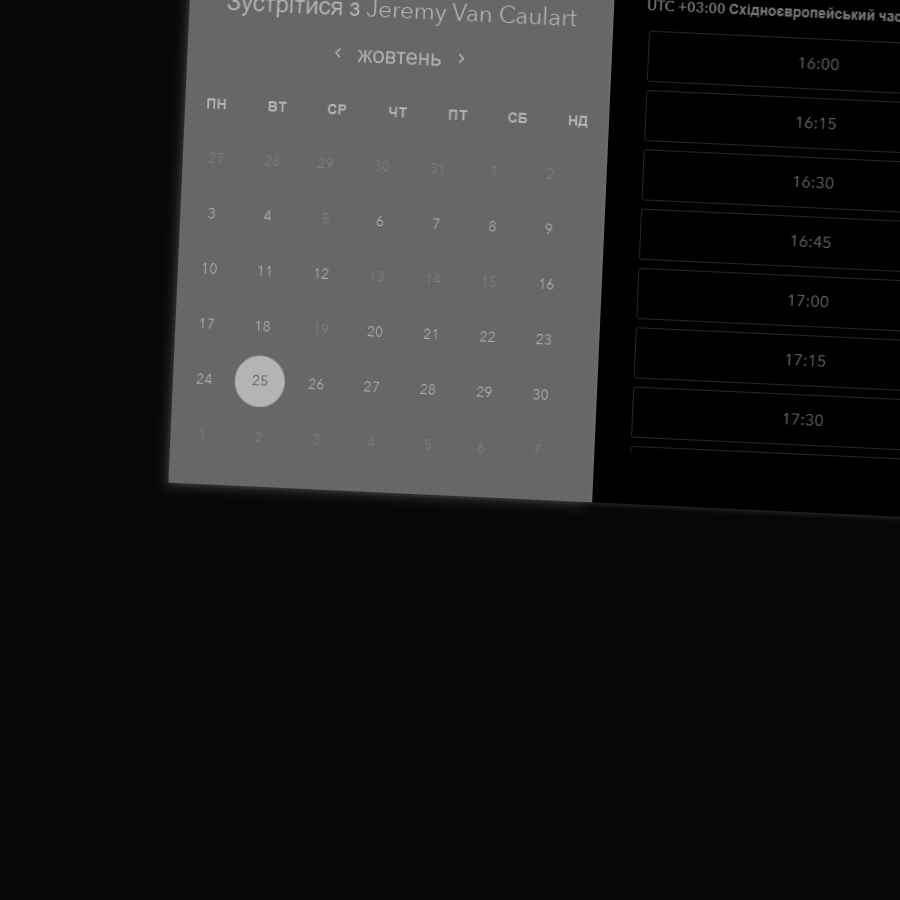 Зустрітися з Jeremy Van Caulart
‹ жовтень ›
ПН ВТ СР ЧТ ПТ СБ НД
27 28 29 30 31 1 2
3 4 5 6 7 8 9
10 11 12 13 14 15 16
17 18 19 20 21 22 23
24 25 26 27 28 29 30
1 2 3 4 5 6 7
UTC +03:00 Східноєвропейський час
16:00
16:15
16:30
16:45
17:00
17:15
17:30